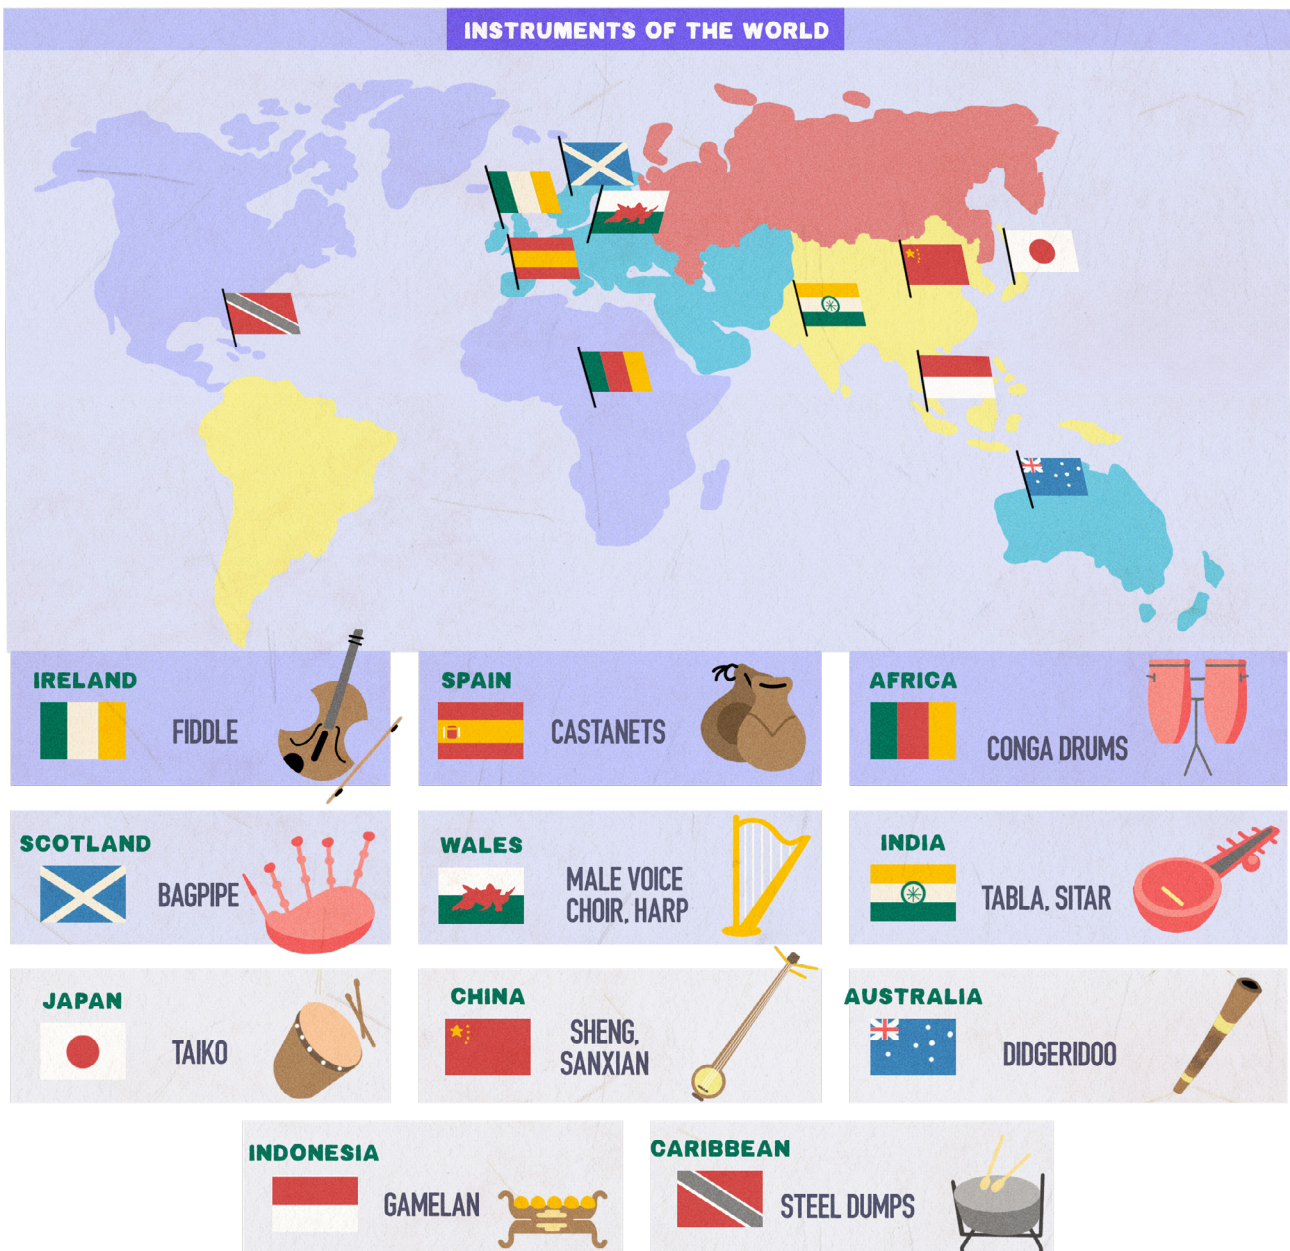 INSTRUMENTS OF THE WORLD
IRELAND
FIDDLE
SPAIN
CASTANETS
AFRICA
CONGA DRUMS
SCOTLAND
BAGPIPE
WALES
MALE VOICE
CHOIR, HARP
INDIA
TABLA, SITAR
JAPAN
TAIKO
CHINA
SHENG,
SANXIAN
AUSTRALIA
DIDGERIDOO
INDONESIA
GAMELAN
CARIBBEAN
STEEL DUMPS